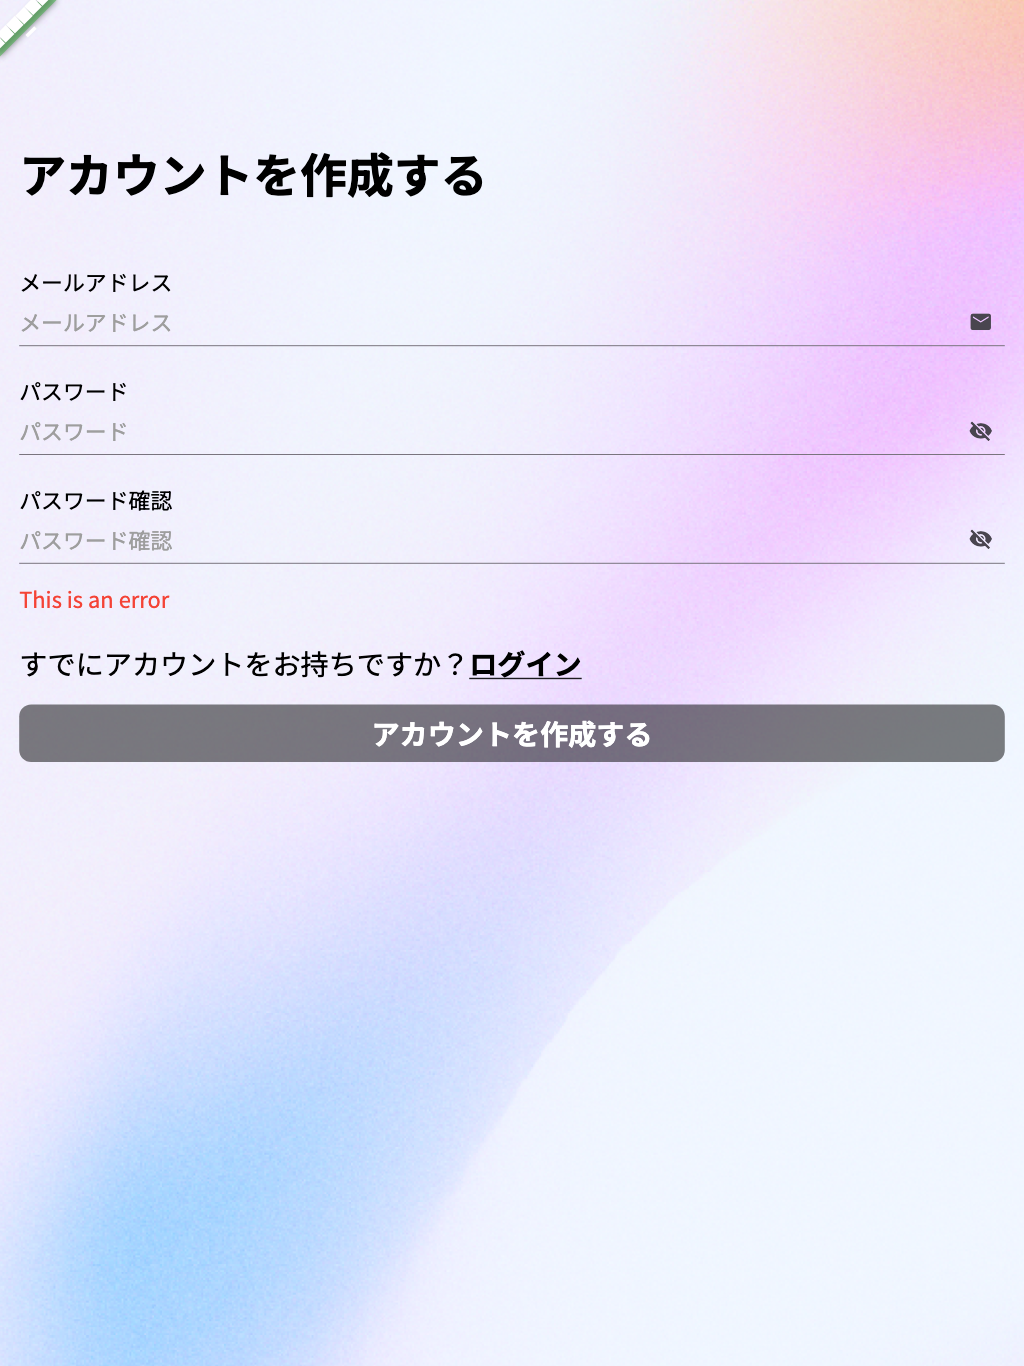 アカウントを作成する
メールアドレス
メールアドレス
パスワード
パスワード
パスワード確認
パスワード確認
This is an error
すでにアカウントをお持ちですか？ログイン
アカウントを作成する